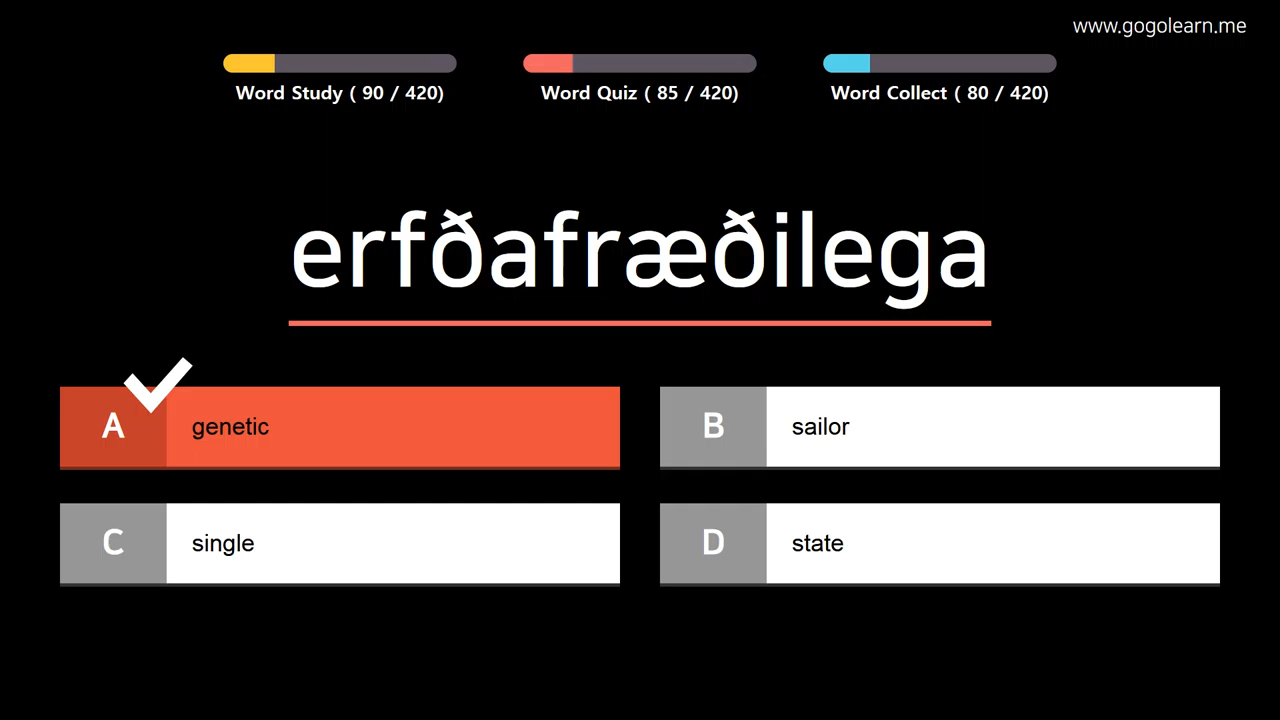 www.gogolearn.me
Word Study ( 90 / 420)
Word Quiz ( 85 / 420)
Word Collect ( 80 / 420)
erfðafræðilega
A genetic
B sailor
C single
D state